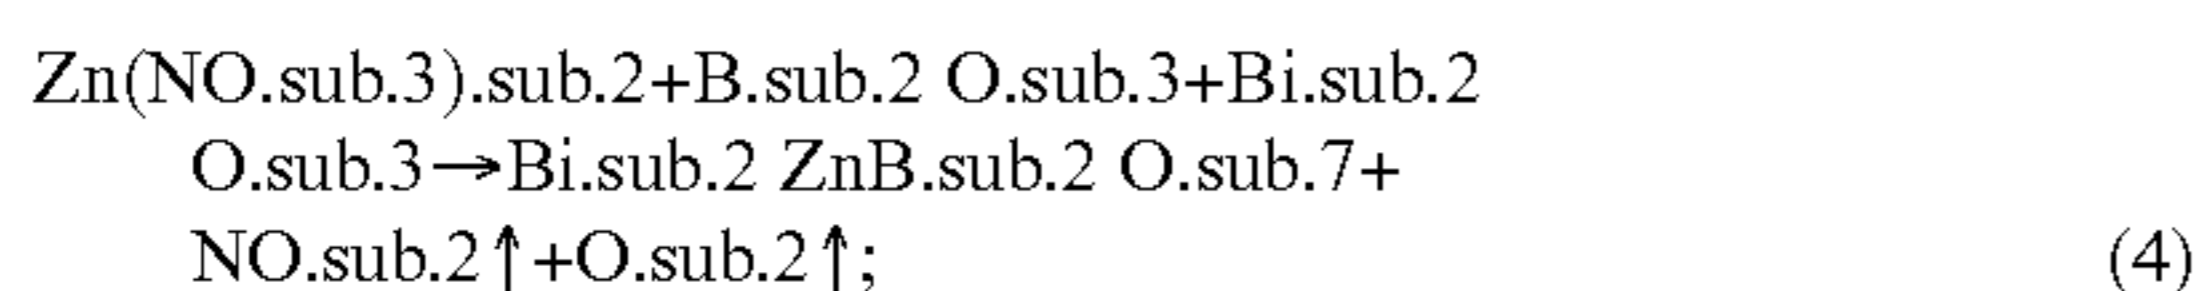 Zn(NO.sub.3).sub.2+B.sub.2 O.sub.3+Bi.sub.2
O.sub.3→Bi.sub.2 ZnB.sub.2 O.sub.7+
NO.sub.2↑+O.sub.2↑; (4)